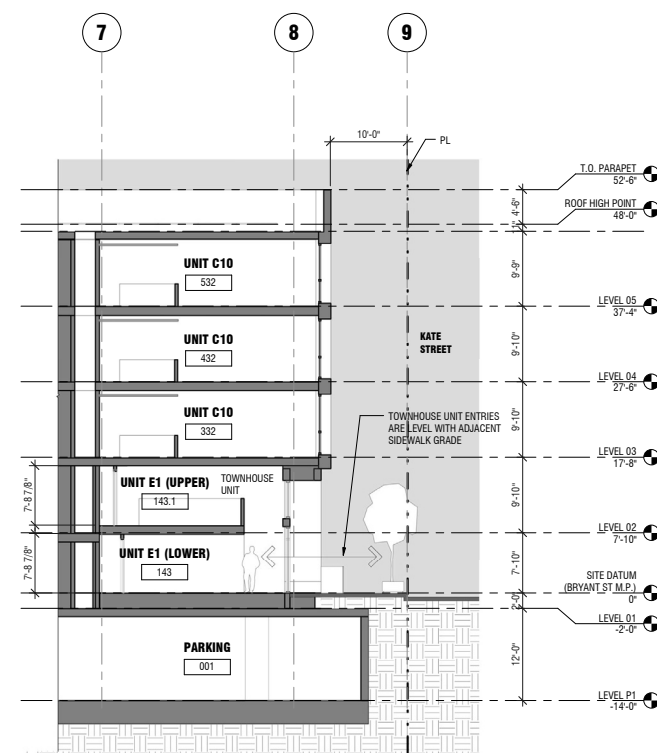 7
8
9
10'-0"
PL
T.O. PARAPET
52'-6"
4'-6"
ROOF HIGH POINT
48'-0"
UNIT C10
532
9'-9"
LEVEL 05
37'-4"
UNIT C10
432
KATE
STREET
9'-10"
LEVEL 04
27'-6"
UNIT C10
332
TOWNHOUSE UNIT ENTRIES
ARE LEVEL WITH ADJACENT
SIDEWALK GRADE
9'-10"
LEVEL 03
17'-8"
7'-8 7/8"
UNIT E1 (UPPER)
143.1
TOWNHOUSE
UNIT
9'-10"
LEVEL 02
7'-10"
7'-8 7/8"
UNIT E1 (LOWER)
143
7'-10"
SITE DATUM
(BRYANT ST M.P.)
0"
2'-0"
LEVEL 01
-2'-0"
PARKING
001
12'-0"
LEVEL P1
-14'-0"